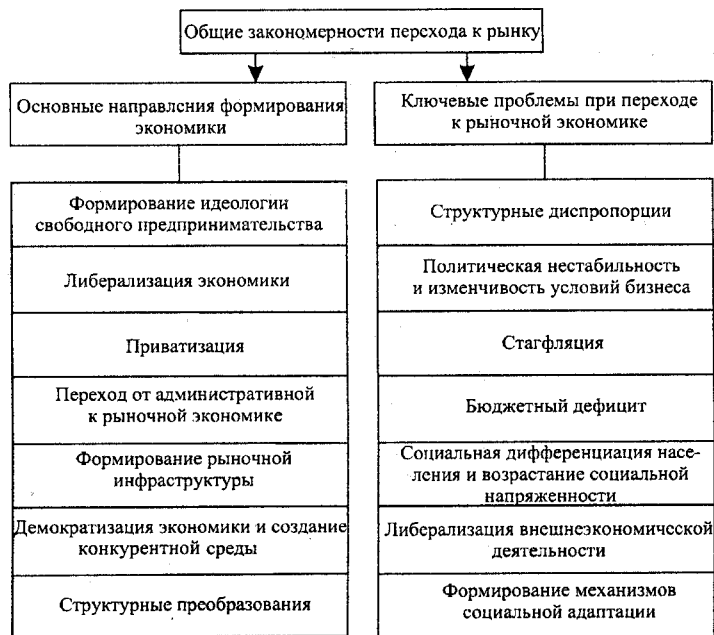 Общие закономерности перехода к рынку
Основные направления формирования
экономики
Ключевые проблемы при переходе
к рыночной экономике
Формирование идеологии
свободного предпринимательства
Либерализация экономики
Приватизация
Переход от административной
к рыночной экономике
Формирование рыночной
инфраструктуры
Демократизация экономики и создание
конкурентной среды
Структурные преобразования
Структурные диспропорции
Политическая нестабильность
и изменчивость условий бизнеса
Стагфляция
Бюджетный дефицит
Социальная дифференциация насе-
ления и возрастание социальной
напряженности
Либерализация внешнеэкономической
деятельности
Формирование механизмов
социальной адаптации